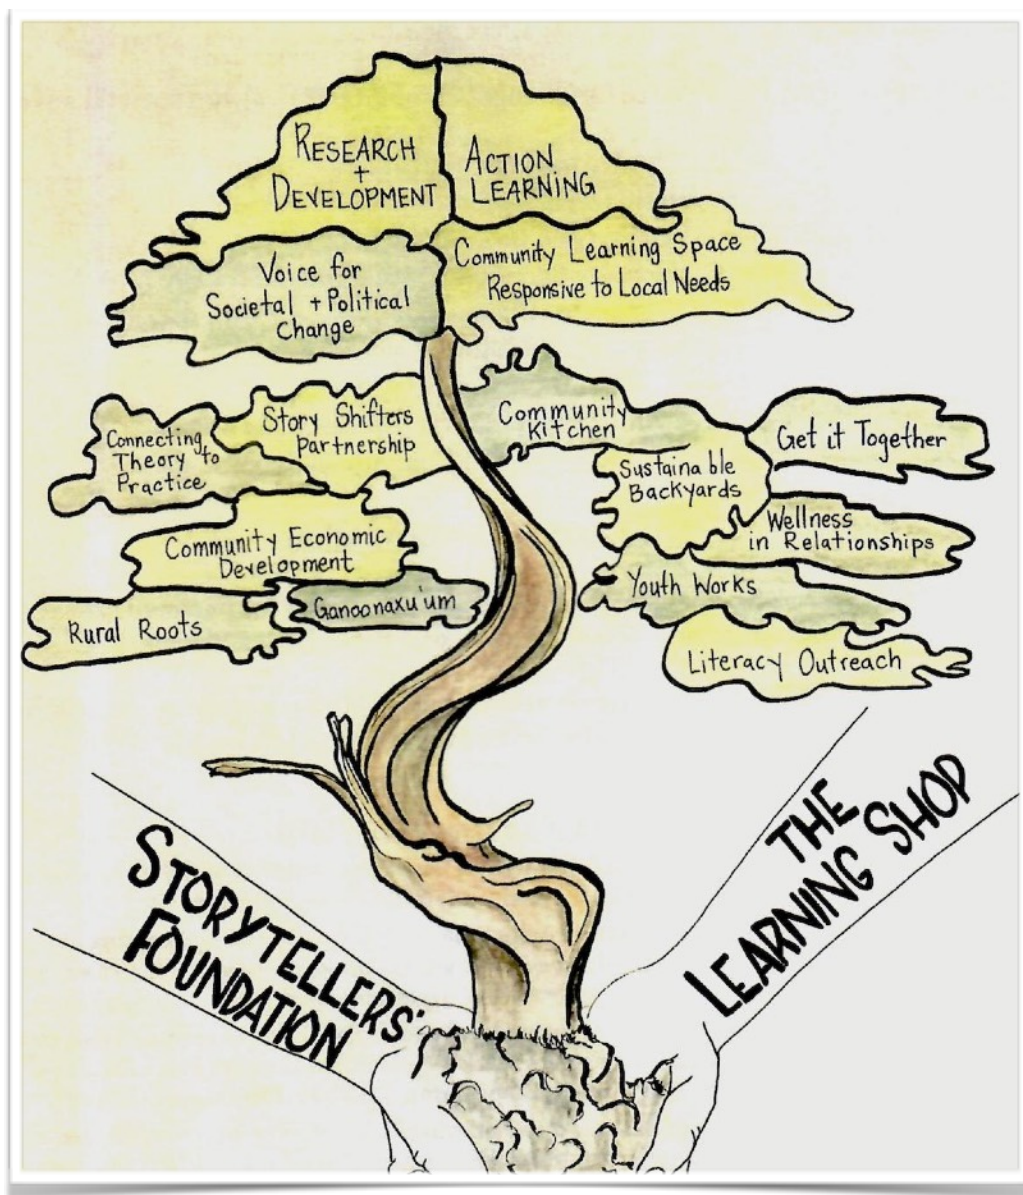 RESEARCH
+
DEVELOPMENT
ACTION
LEARNING
Voice for
Societal + Political
Change
Community Learning Space
Responsive to Local Needs
Connecting
Theory to
Practice
Story Shifters
Partnership
Community
Kitchen
Get it Together
Sustainable
Backyards
Wellness
in Relationships
Community Economic
Development
Youth Works
Rural Roots
Ganoonaxu'um
Literacy Outreach
STORYTELLERS'
FOUNDATION
THE
LEARNING SHOP